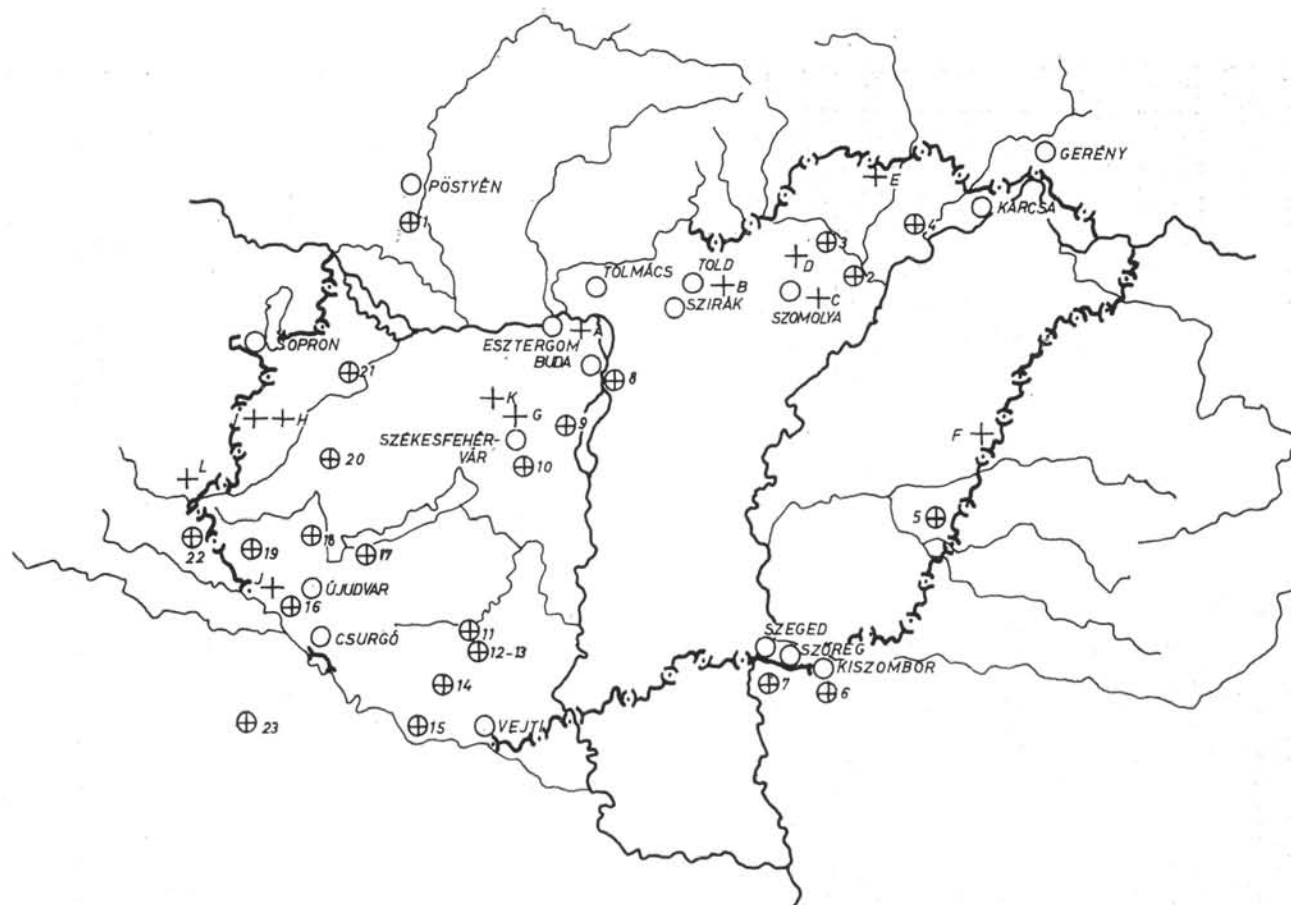 GERÉNY
E
PÖSTYÉN
KARCSA
1
4
3
D
TOLMÁCS
TOLD
2
B
SZIRÁK
C
SZOMOLYA
A
SOPRON
ESZTERGOM
BUDA
21
8
K
G
I
H
9
F
SZÉKESFEHÉR-
VÁR
20
10
L
5
22
19
18
17
J
ÚJUDVAR
16
11
CSURGÓ
12-13
SZEGED
SZŐREG
KISZOMBOR
14
7
6
23
15
VEJTI